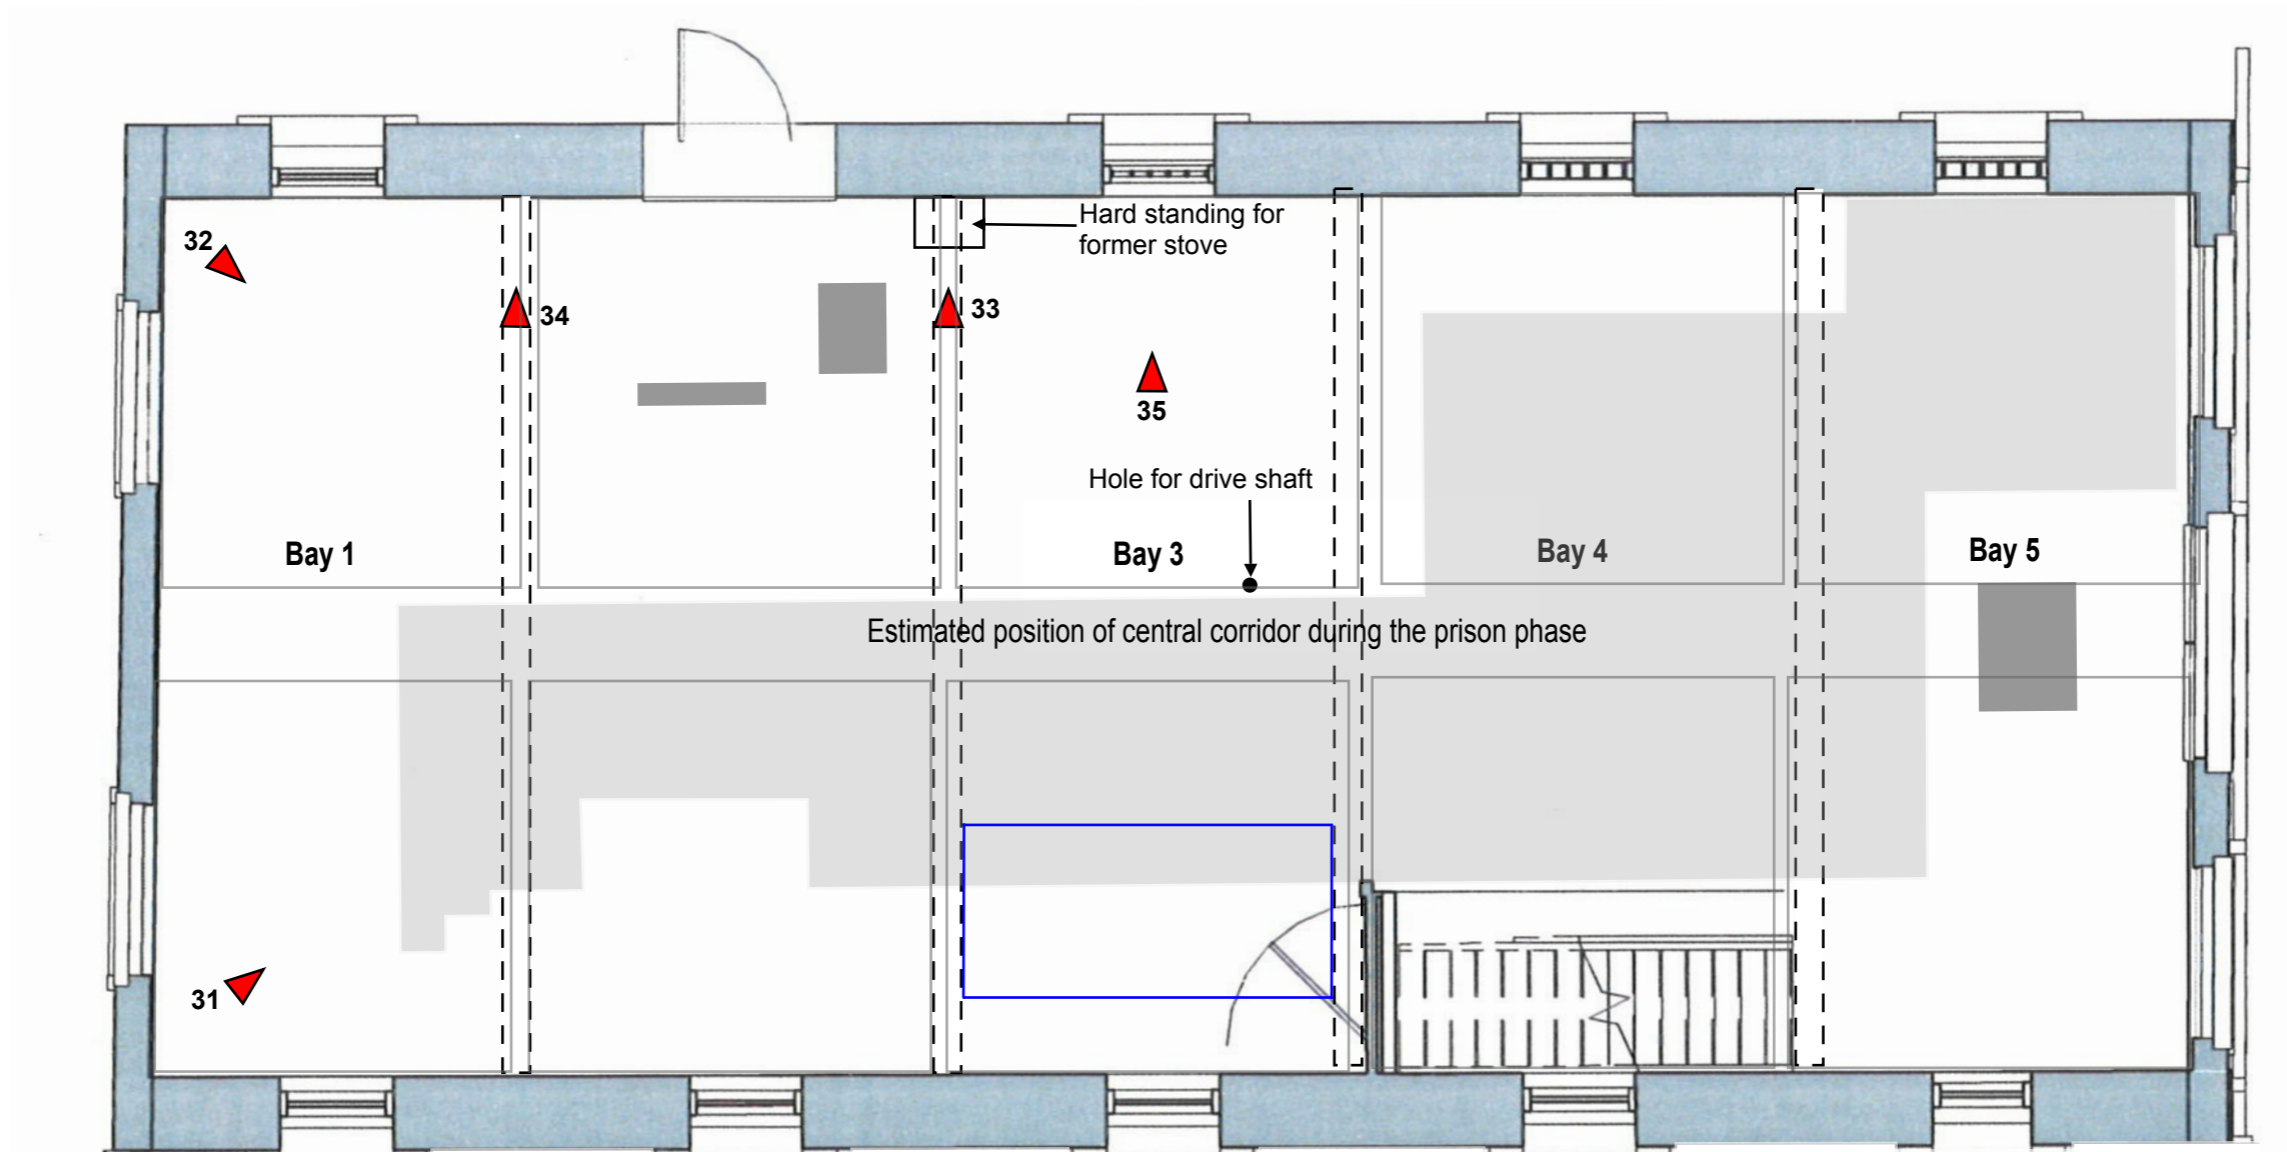 Hard standing for
former stove
32
34
33
35
Hole for drive shaft
Bay 1
Bay 3
Bay 4
Bay 5
Estimated position of central corridor during the prison phase
31